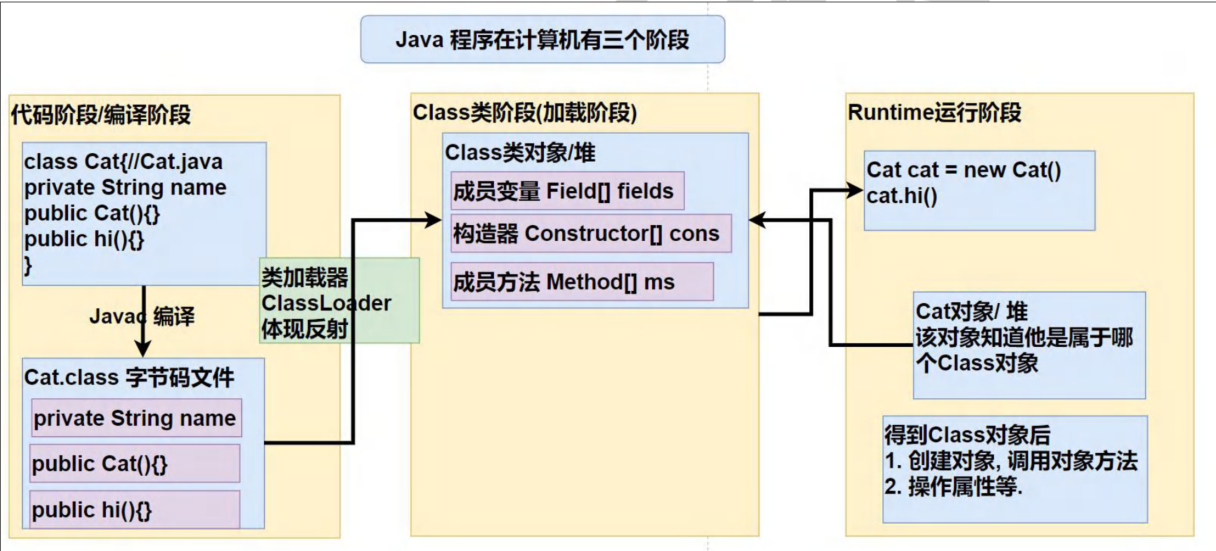 Java 程序在计算机有三个阶段
代码阶段/编译阶段
class Cat{//Cat.java
private String name
public Cat(){}
public hi(){}
}
Javac 编译
Cat.class 字节码文件
private String name
public Cat(){}
public hi(){}
类加载器
ClassLoader
体现反射
Class类阶段(加载阶段)
Class类对象/堆
成员变量 Field[] fields
构造器 Constructor[] cons
成员方法 Method[] ms
Runtime运行阶段
Cat cat = new Cat()
cat.hi()
Cat对象/ 堆
该对象知道他是属于哪
个Class对象
得到Class对象后
1. 创建对象, 调用对象方法
2. 操作属性等.